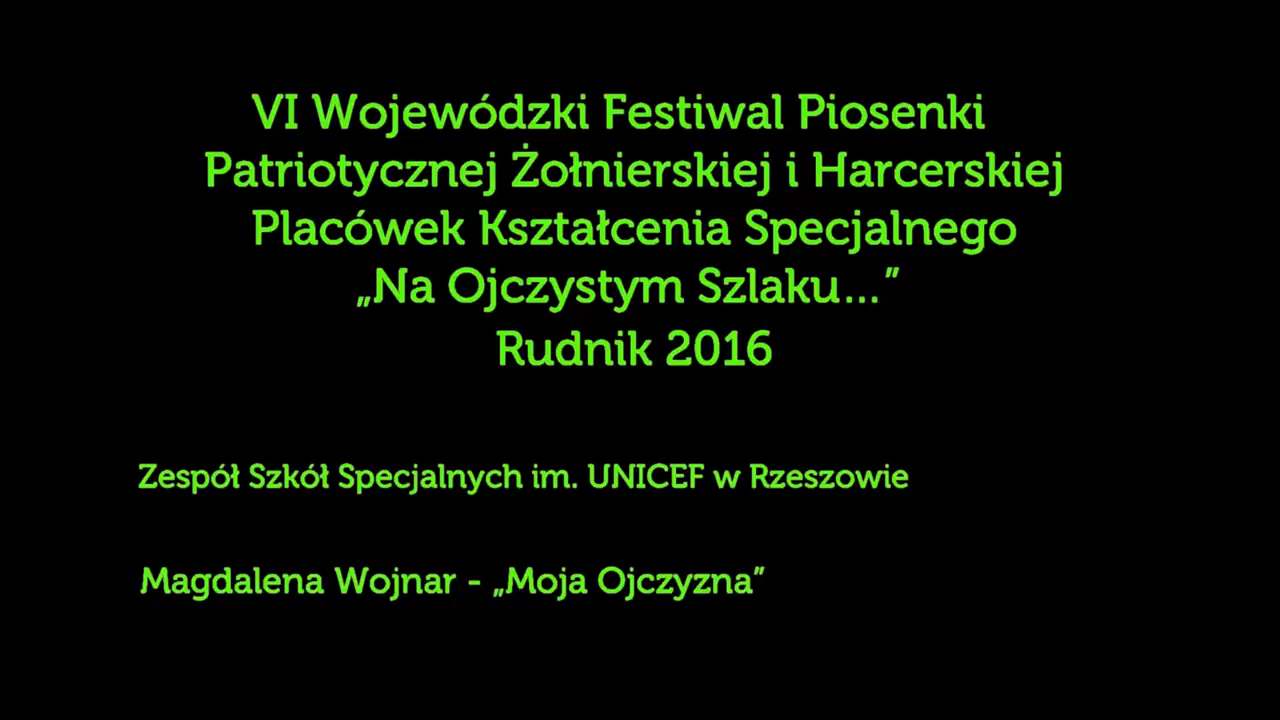 VI Wojewódzki Festiwal Piosenki
Patriotycznej Żołnierskiej i Harcerskiej
Placówek Kształcenia Specjalnego
„Na Ojczystym Szlaku...”
Rudnik 2016
Zespół Szkół Specjalnych im. UNICEF w Rzeszowie
Magdalena Wojnar - „Moja Ojczyzna”